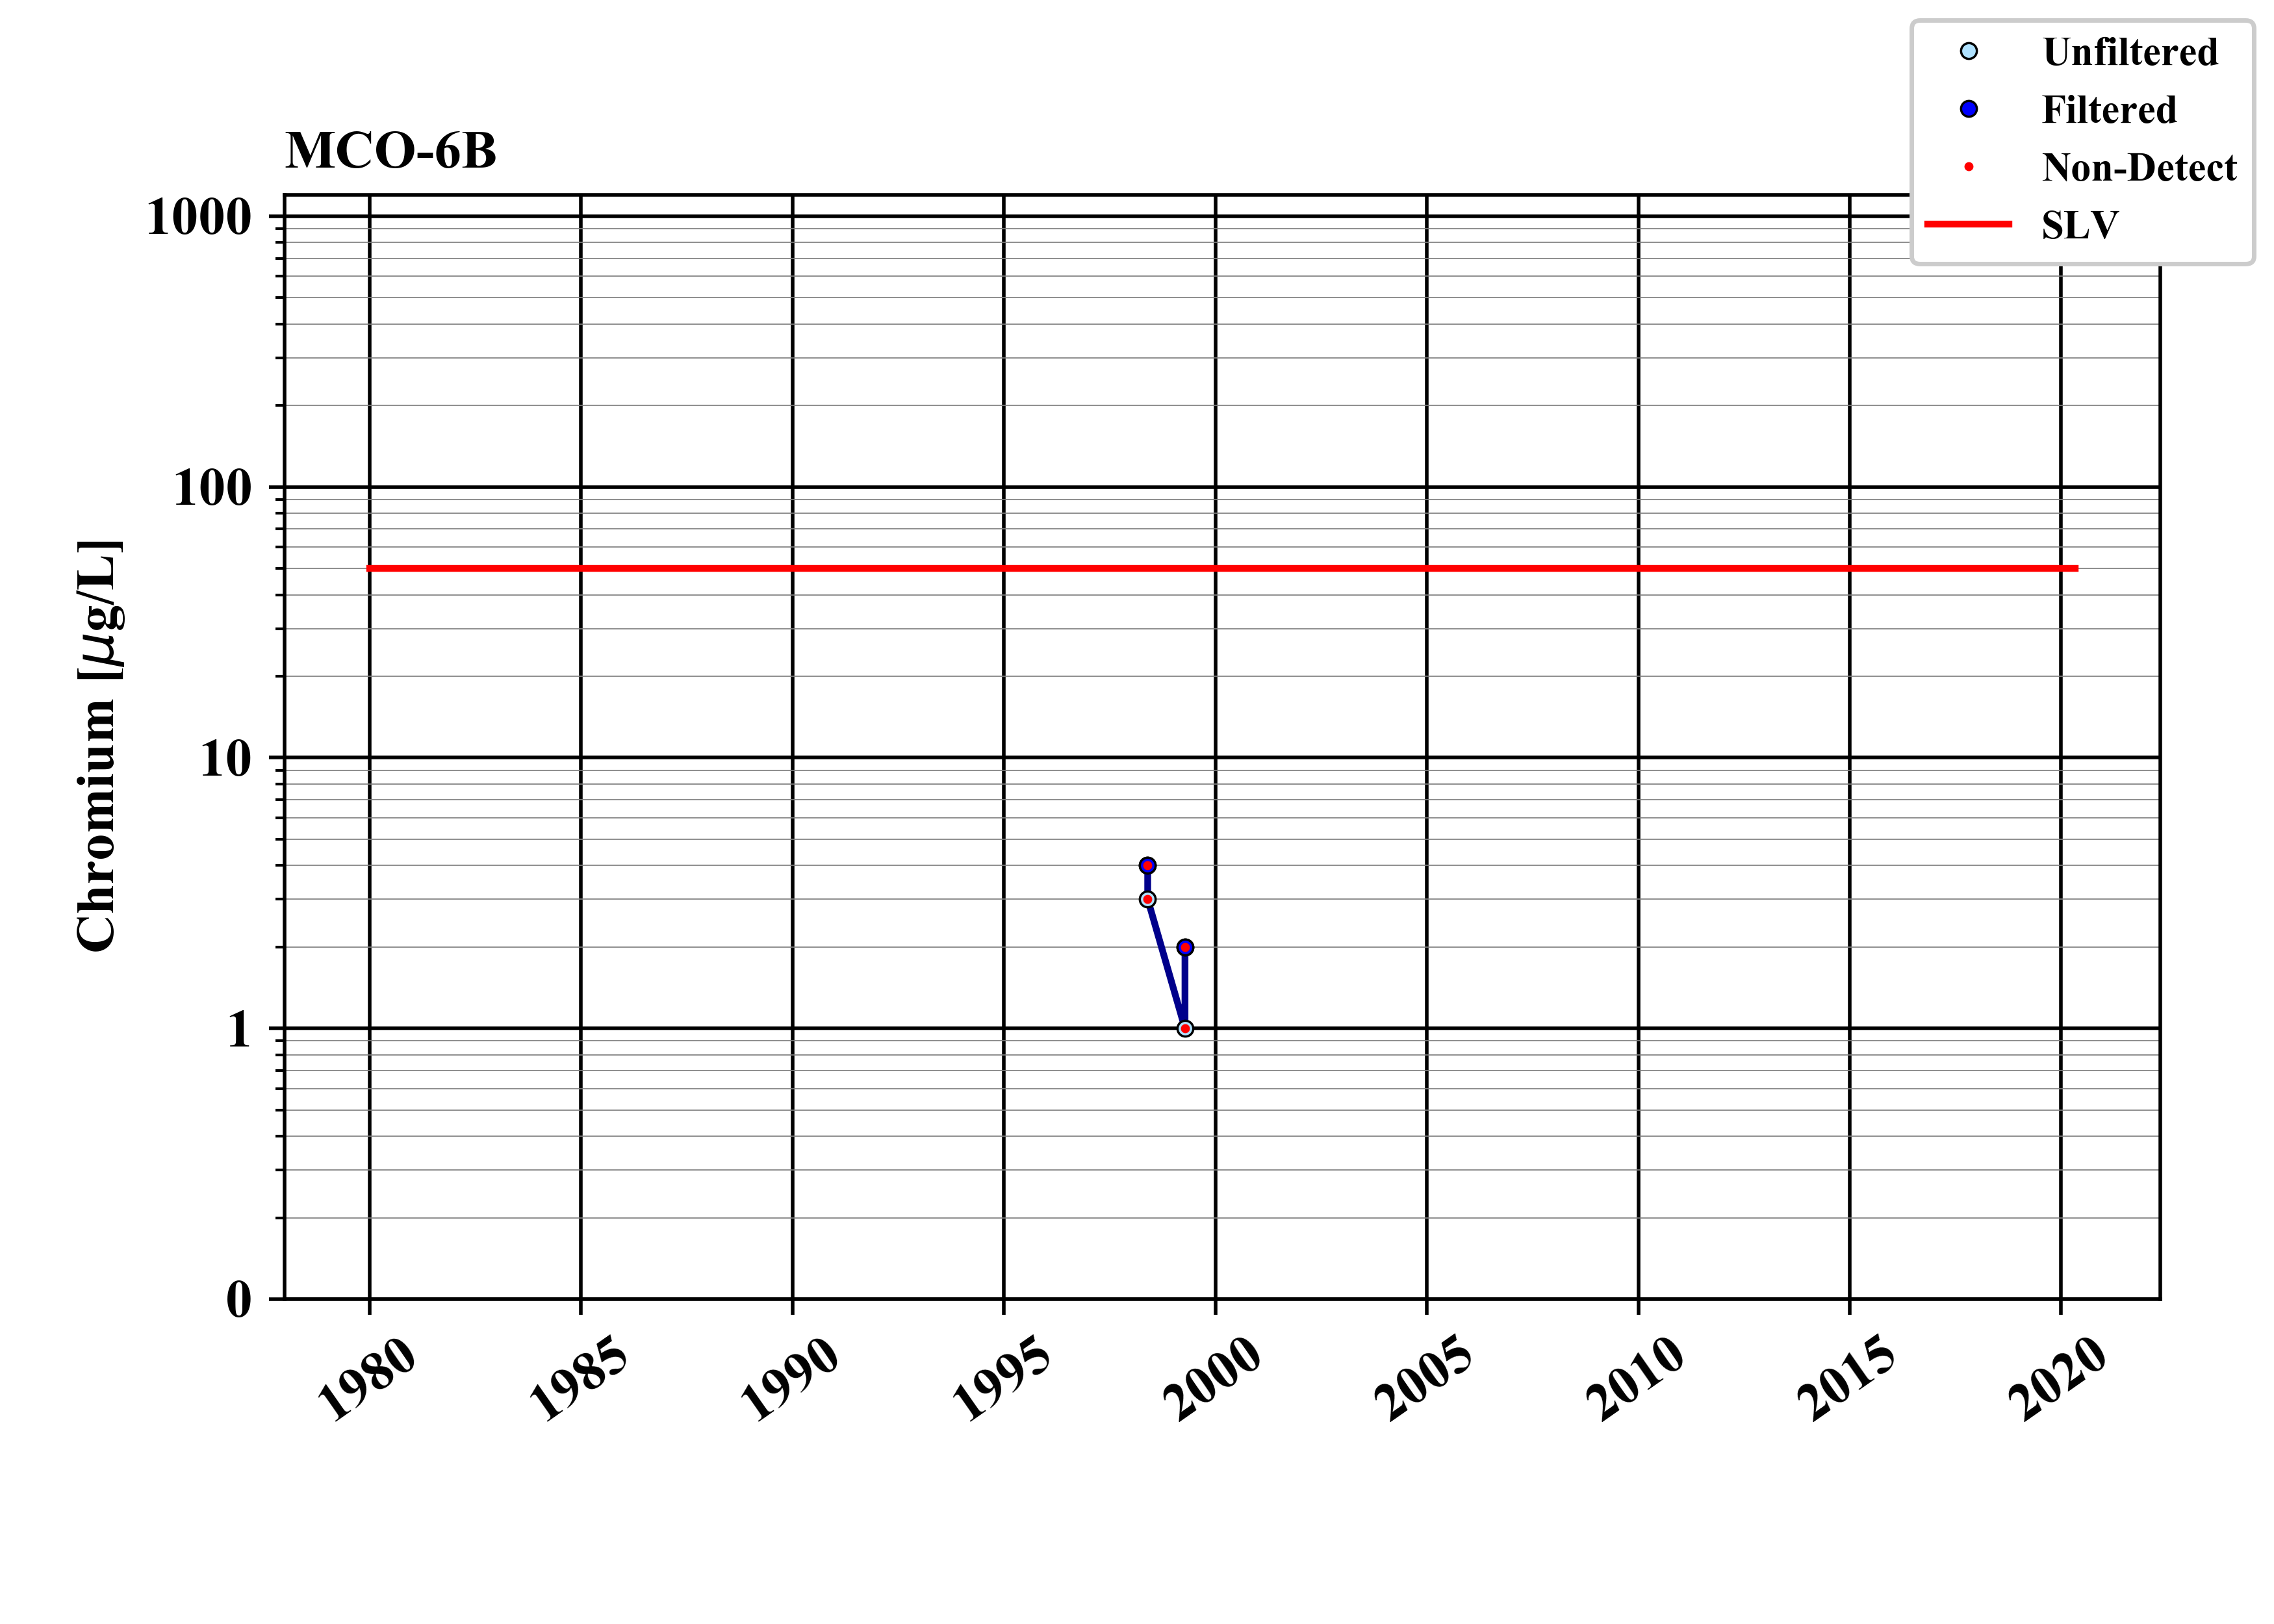 Unfiltered
Filtered
Non-Detect
SLV
MCO-6B
1000
100
10
1
0
Chromium [μg/L]
1980
1985
1990
1995
2000
2005
2010
2015
2020